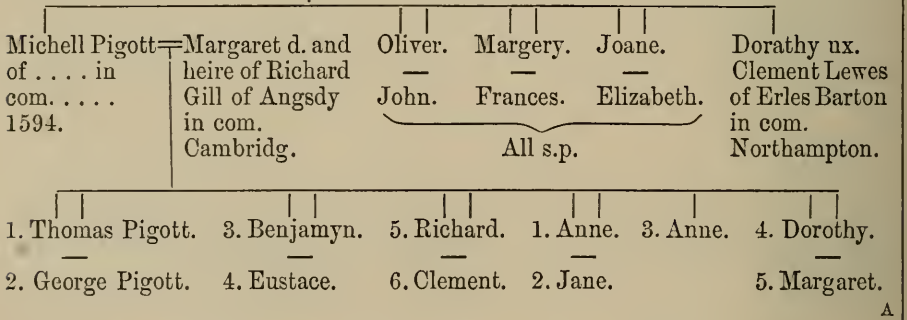 Michell Pigott
of . . . . in
com. . . . .
1594.
Margaret d. and
heire of Richard
Gill of Angsdy
in com.
Cambridg.
Oliver. Margery. Joane.
John. Frances. Elizabeth.
All s.p.
Dorathy ux.
Clement Lewes
of Erles Barton
in com.
Northampton.
1. Thomas Pigott. 3. Benjamyn. 5. Richard. 1. Anne. 3. Anne. 4. Dorothy.
2. George Pigott. 4. Eustace. 6. Clement. 2. Jane. 5. Margaret.
A